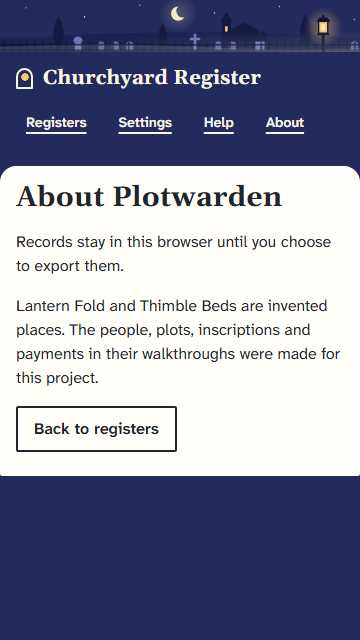 Churchyard Register
Registers Settings Help About
About Plotwarden
Records stay in this browser until you choose
to export them.
Lantern Fold and Thimble Beds are invented
places. The people, plots, inscriptions and
payments in their walkthroughs were made for
this project.
Back to registers